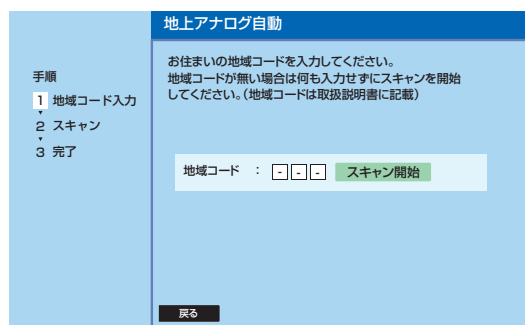 地上アナログ自動
お住まいの地域コードを入力してください。
地域コードが無い場合は何も入力せずにスキャンを開始
してください。(地域コードは取扱説明書に記載)
手順
1 地域コード入力
2 スキャン
3 完了
地域コード : - - - スキャン開始
戻る